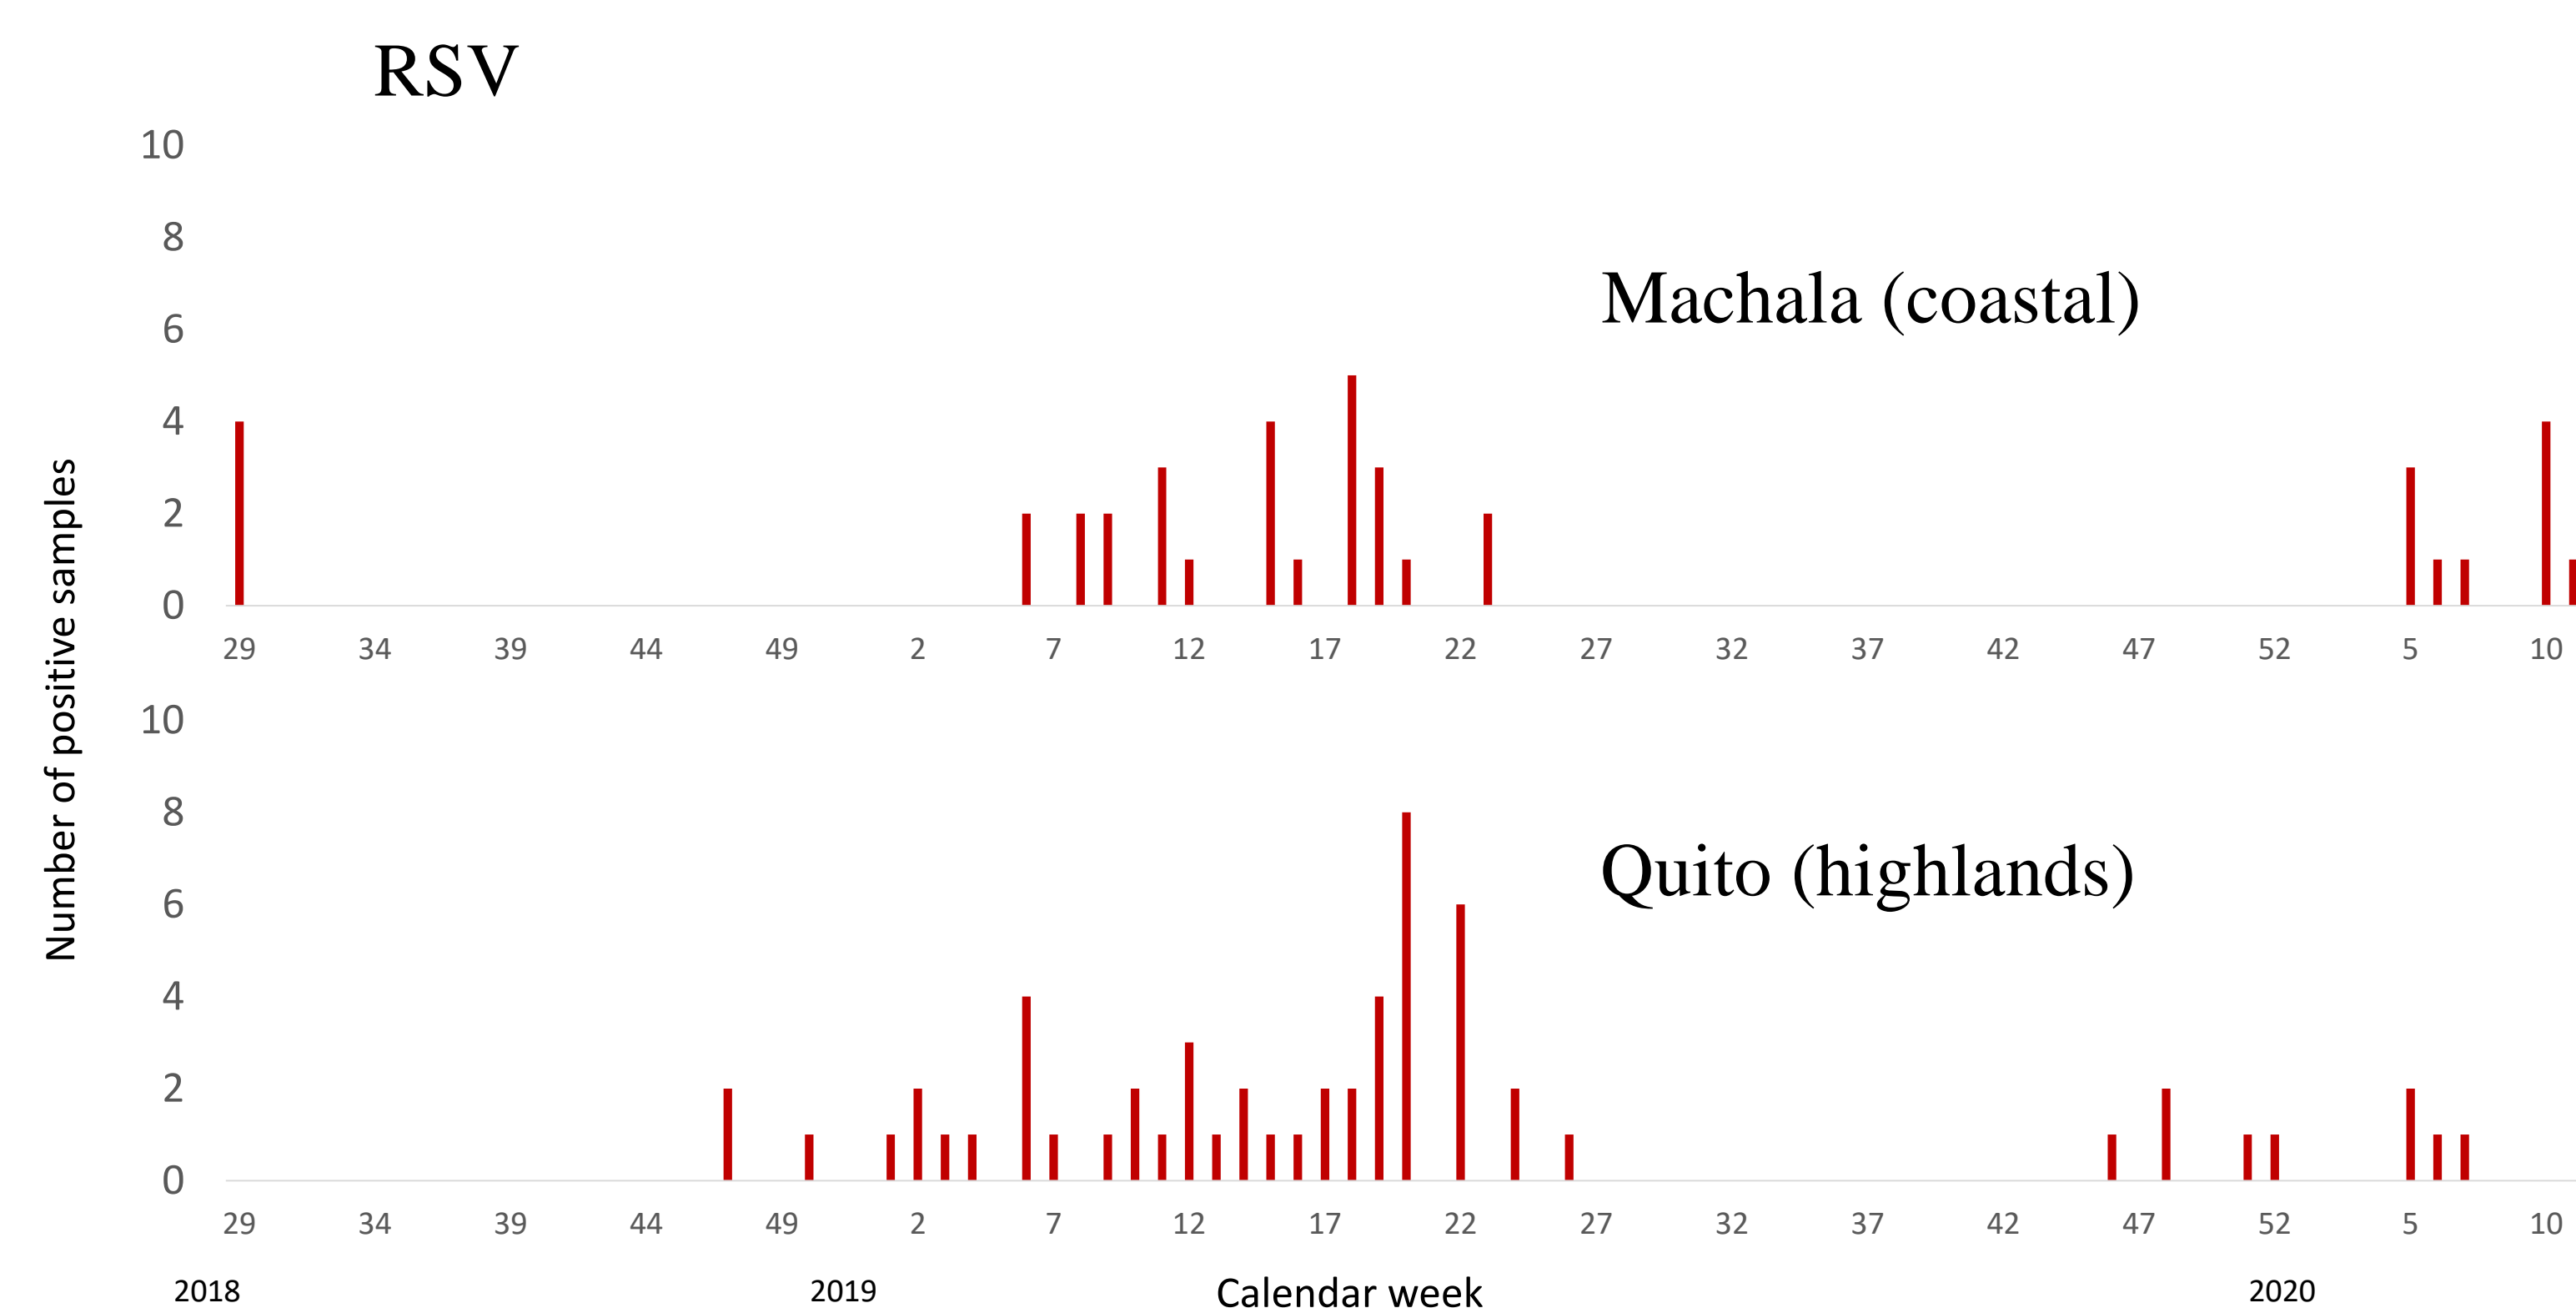 RSV
10
8
Machala (coastal)
6
4
2
0
29 34 39 44 49 2 7 12 17 22 27 32 37 42 47 52 5 10
Number of positive samples
10
8
Quito (highlands)
6
4
2
0
29 34 39 44 49 2 7 12 17 22 27 32 37 42 47 52 5 10
2018 2019 Calendar week 2020